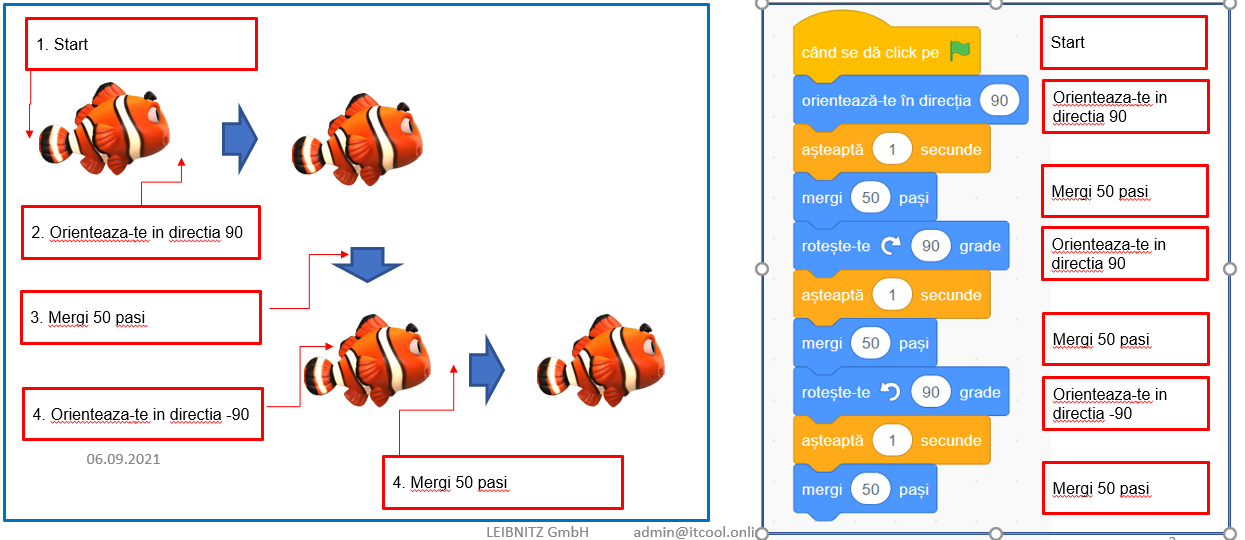 1. Start
2. Orienteaza-te in directia 90
3. Mergi 50 pasi
4. Orienteaza-te in directia -90
06.09.2021
4. Mergi 50 pasi
LEIBNITZ GmbH
admin@itcool.onli
când se dă click pe
orientează-te în direcția 90
așteaptă 1 secunde
mergi 50 pași
rotește-te 90 grade
așteaptă 1 secunde
mergi 50 pași
rotește-te 90 grade
așteaptă 1 secunde
mergi 50 pași
Start
Orienteaza-te in
directia 90
Mergi 50 pasi
Orienteaza-te in
directia 90
Mergi 50 pasi
Orienteaza-te in
directia -90
Mergi 50 pasi